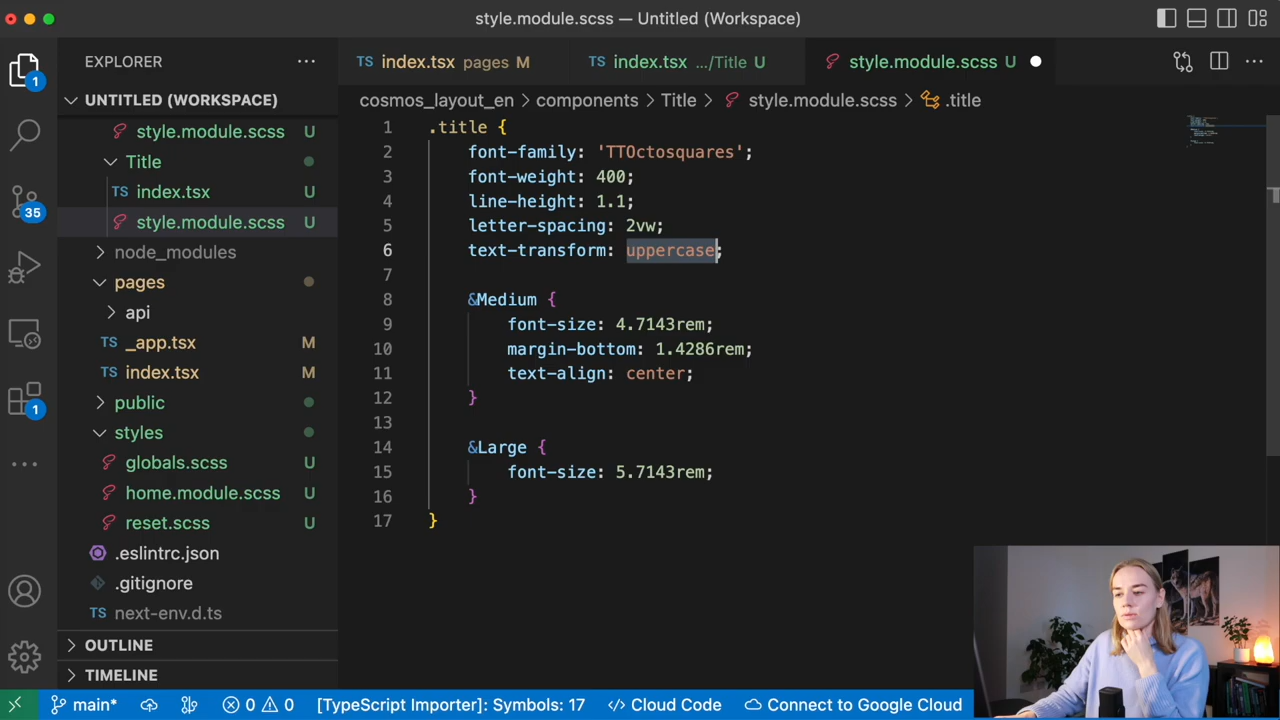 style.module.scss — Untitled (Workspace)
EXPLORER
1
UNTITLED (WORKSPACE)
style.module.scss U
Title
TS index.tsx U
style.module.scss U
node_modules
pages
api
TS _app.tsx M
TS index.tsx M
public
styles
globals.scss U
home.module.scss U
reset.scss U
.eslintrc.json
.gitignore
TS next-env.d.ts
OUTLINE
TIMELINE
35
1
TS index.tsx pages M
TS index.tsx .../Title U
style.module.scss U
cosmos_layout_en > components > Title > style.module.scss > .title
1 .title {
2 font-family: 'TTOctosquares';
3 font-weight: 400;
4 line-height: 1.1;
5 letter-spacing: 2vw;
6 text-transform: uppercase;
7
8 &Medium {
9 font-size: 4.7143rem;
10 margin-bottom: 1.4286rem;
11 text-align: center;
12 }
13
14 &Large {
15 font-size: 5.7143rem;
16 }
17 }
main* 0 0 [TypeScript Importer]: Symbols: 17 </> Cloud Code Connect to Google Cloud